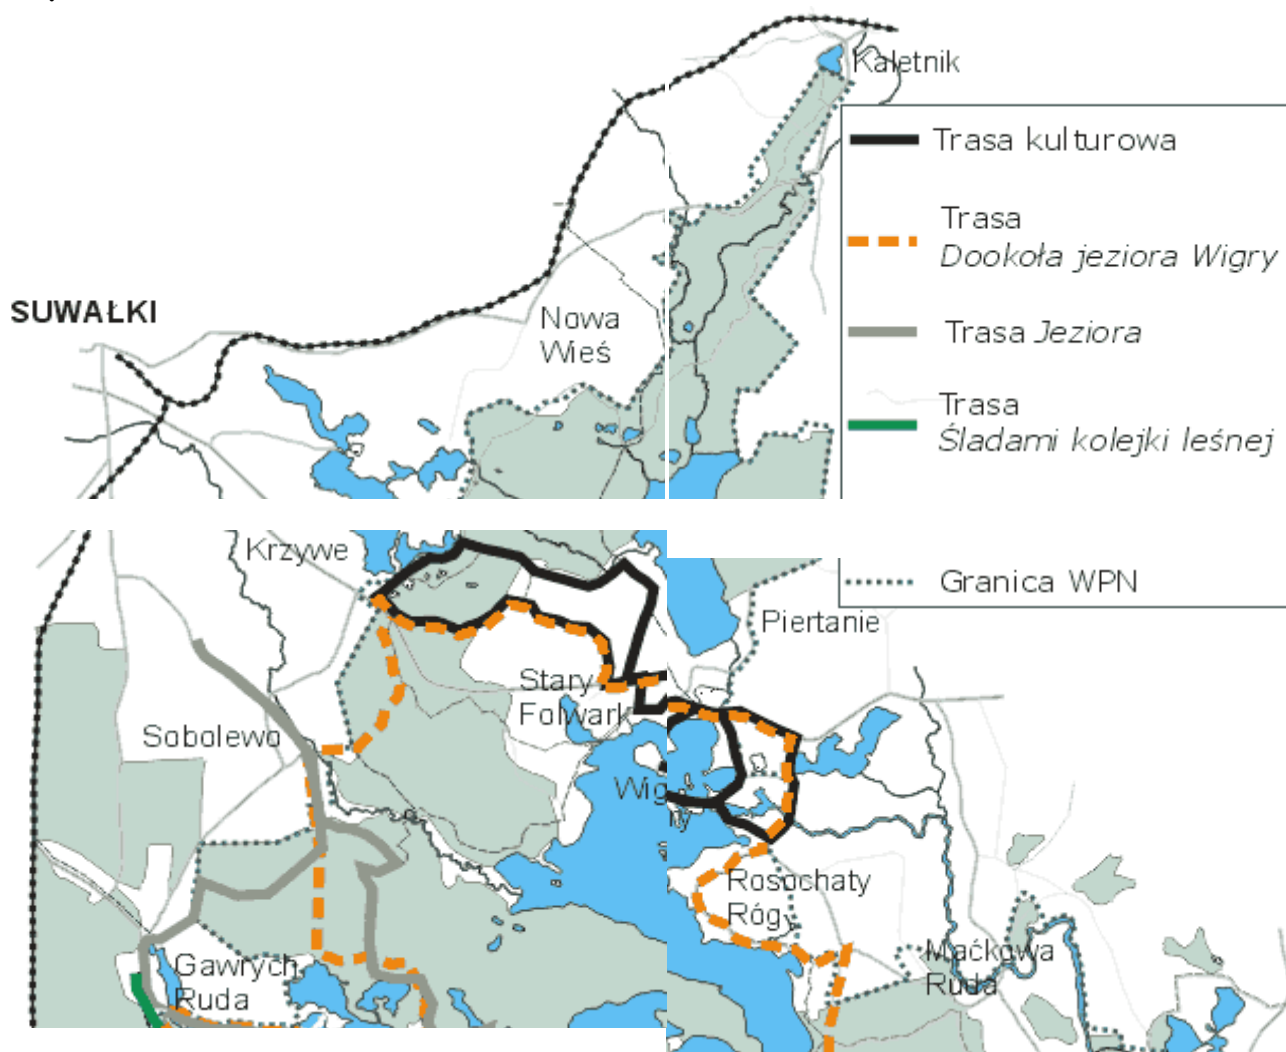 Kaletnik
Trasa kulturowa
Trasa
Dookoła jeziora Wigry
SUWAŁKI
Nowa
Wieś
Trasa Jeziora
Trasa
Śladami kolejki leśnej
Krzywe
Granica WPN
Piertanie
Stary
Folwark
Sobolewo
Wig
Rosochaty
Róg
Maćkowa
Ruda
Gawrych
Ruda